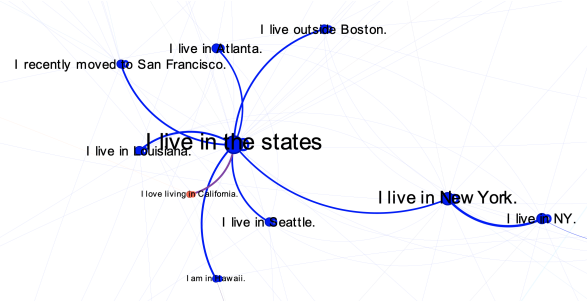 I live outside Boston.
I live in Atlanta.
I recently moved to San Francisco.
I live in the states
I live in Louisiana.
I love living in California.
I live in New York.
I live in NY.
I live in Seattle.
I am in Hawaii.